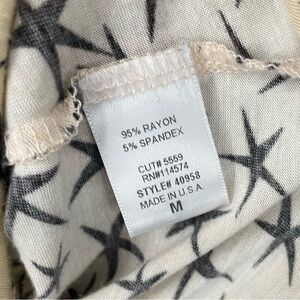 95% RAYON
5% SPANDEX
CUT# 5559
RN#114574
STYLE# 40958
MADE IN U.S.A.
M